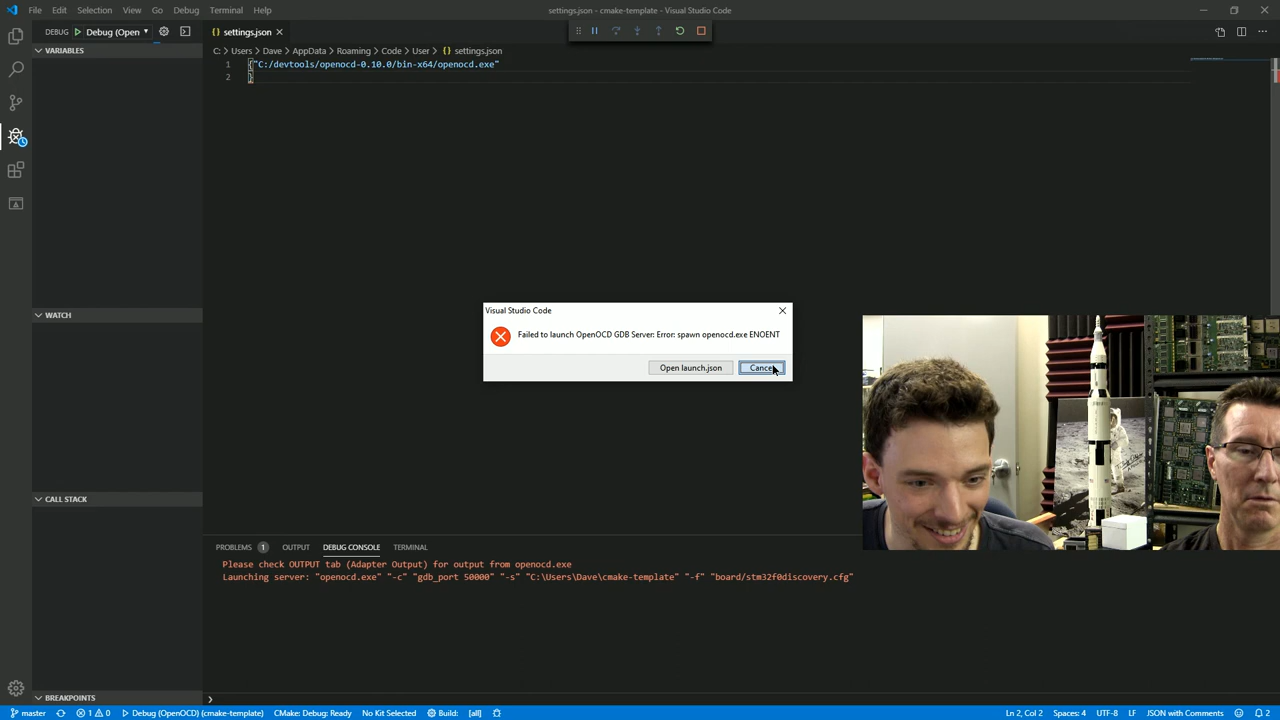 File Edit Selection View Go Debug Terminal Help
settings.json - cmake-template - Visual Studio Code
DEBUG Debug (Open
settings.json
VARIABLES
C: > Users > Dave > AppData > Roaming > Code > User > {} settings.json
1 {"C:/devtools/openocd-0.10.0/bin-x64/openocd.exe"
2 }
WATCH
Visual Studio Code
Failed to launch OpenOCD GDB Server: Error: spawn openocd.exe ENOENT
Open launch.json Cancel
CALL STACK
PROBLEMS 1 OUTPUT DEBUG CONSOLE TERMINAL
Please check OUTPUT tab (Adapter Output) for output from openocd.exe
Launching server: "openocd.exe" "-c" "gdb_port 50000" "-s" "C:\Users\Dave\cmake-template" "-f" "board/stm32f0discovery.cfg"
BREAKPOINTS
master 1 0 Debug (OpenOCD) (cmake-template) CMake: Debug: Ready No Kit Selected Build: [all] Ln 2, Col 2 Spaces: 4 UTF-8 LF JSON with Comments 2